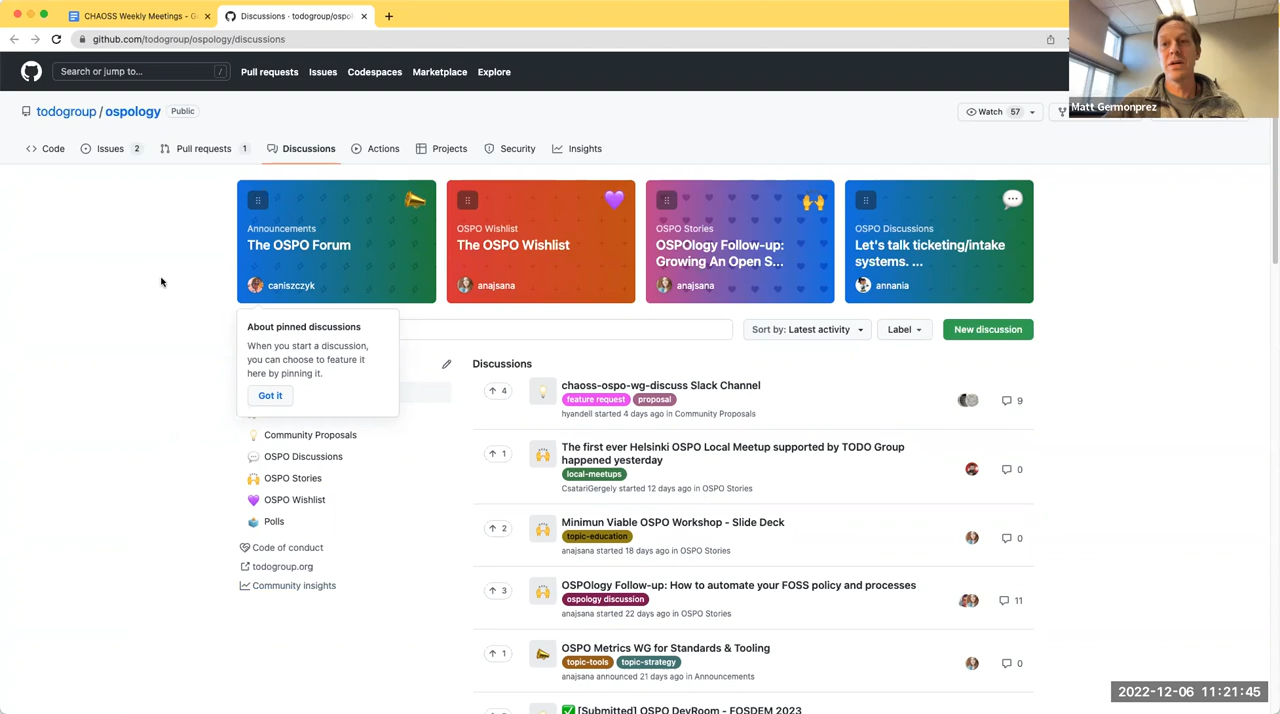 CHAOSS Weekly Meetings - G
Discussions · todogroup/ospo
github.com/todogroup/ospology/discussions
Search or jump to... /
Pull requests Issues Codespaces Marketplace Explore
Matt Germonprez
todogroup / ospology Public
Watch 57
Code Issues 2 Pull requests 1 Discussions Actions Projects Security Insights
Announcements
The OSPO Forum
caniszczyk
OSPO Wishlist
The OSPO Wishlist
anajsana
OSPO Stories
OSPOlogy Follow-up:
Growing An Open S...
anajsana
OSPO Discussions
Let's talk ticketing/intake
systems. ...
annania
About pinned discussions
When you start a discussion,
you can choose to feature it
here by pinning it.
Got it
Sort by: Latest activity
Label
New discussion
Community Proposals
OSPO Discussions
OSPO Stories
OSPO Wishlist
Polls
Code of conduct
todogroup.org
Community insights
Discussions
4
chaoss-ospo-wg-discuss Slack Channel
feature request proposal
hyandell started 4 days ago in Community Proposals
9
1
The first ever Helsinki OSPO Local Meetup supported by TODO Group
happened yesterday
local-meetups
CsatariGergely started 12 days ago in OSPO Stories
0
2
Minimun Viable OSPO Workshop - Slide Deck
topic-education
anajsana started 18 days ago in OSPO Stories
0
3
OSPOlogy Follow-up: How to automate your FOSS policy and processes
ospology discussion
anajsana started 22 days ago in OSPO Stories
11
1
OSPO Metrics WG for Standards & Tooling
topic-tools topic-strategy
anajsana announced 21 days ago in Announcements
0
[Submitted] OSPO DevRoom - FOSDEM 2023
2022-12-06 11:21:45